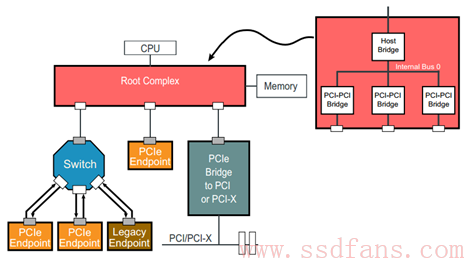 CPU
Root Complex
Memory
Host
Bridge
Internal Bus 0
PCI-PCI
Bridge
PCI-PCI
Bridge
PCI-PCI
Bridge
Switch
PCIe
Endpoint
PCIe
Bridge
to PCI
or PCI-X
PCIe
Endpoint
PCIe
Endpoint
Legacy
Endpoint
PCI/PCI-X
www.ssdfans.com